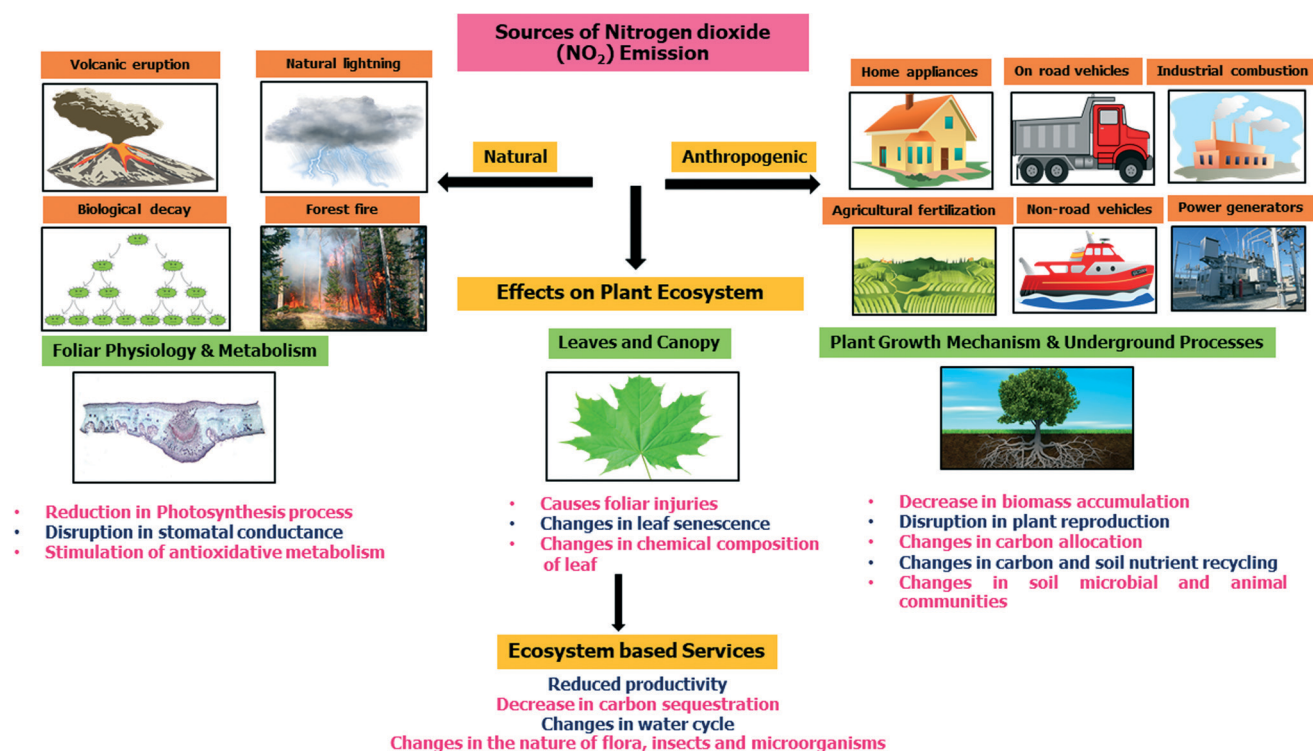 Sources of Nitrogen dioxide
(NO₂) Emission
Volcanic eruption
Natural lightning
Home appliances
On road vehicles
Industrial combustion
Natural
Anthropogenic
Biological decay
Forest fire
Agricultural fertilization
Non-road vehicles
Power generators
Effects on Plant Ecosystem
Foliar Physiology & Metabolism
Leaves and Canopy
Plant Growth Mechanism & Underground Processes
• Reduction in Photosynthesis process
• Disruption in stomatal conductance
• Stimulation of antioxidative metabolism
• Causes foliar injuries
• Changes in leaf senescence
• Changes in chemical composition
of leaf
• Decrease in biomass accumulation
• Disruption in plant reproduction
• Changes in carbon allocation
• Changes in carbon and soil nutrient recycling
• Changes in soil microbial and animal
communities
Ecosystem based Services
Reduced productivity
Decrease in carbon sequestration
Changes in water cycle
Changes in the nature of flora, insects and microorganisms